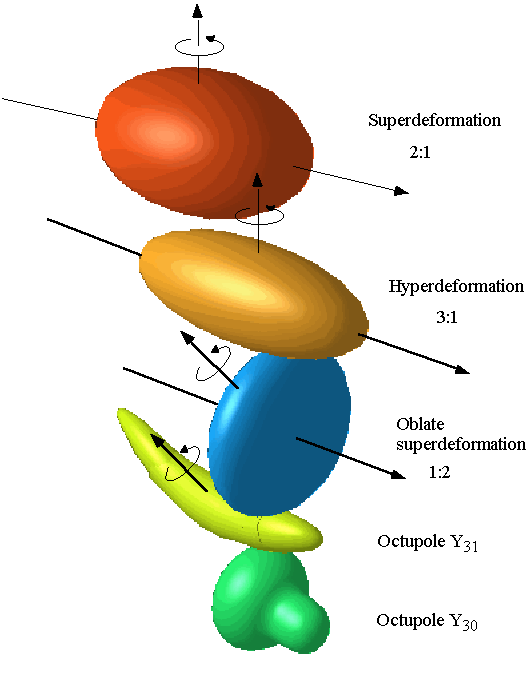 Superdeformation
2:1
Hyperdeformation
3:1
Oblate
superdeformation
1:2
Octupole Y31
Octupole Y30